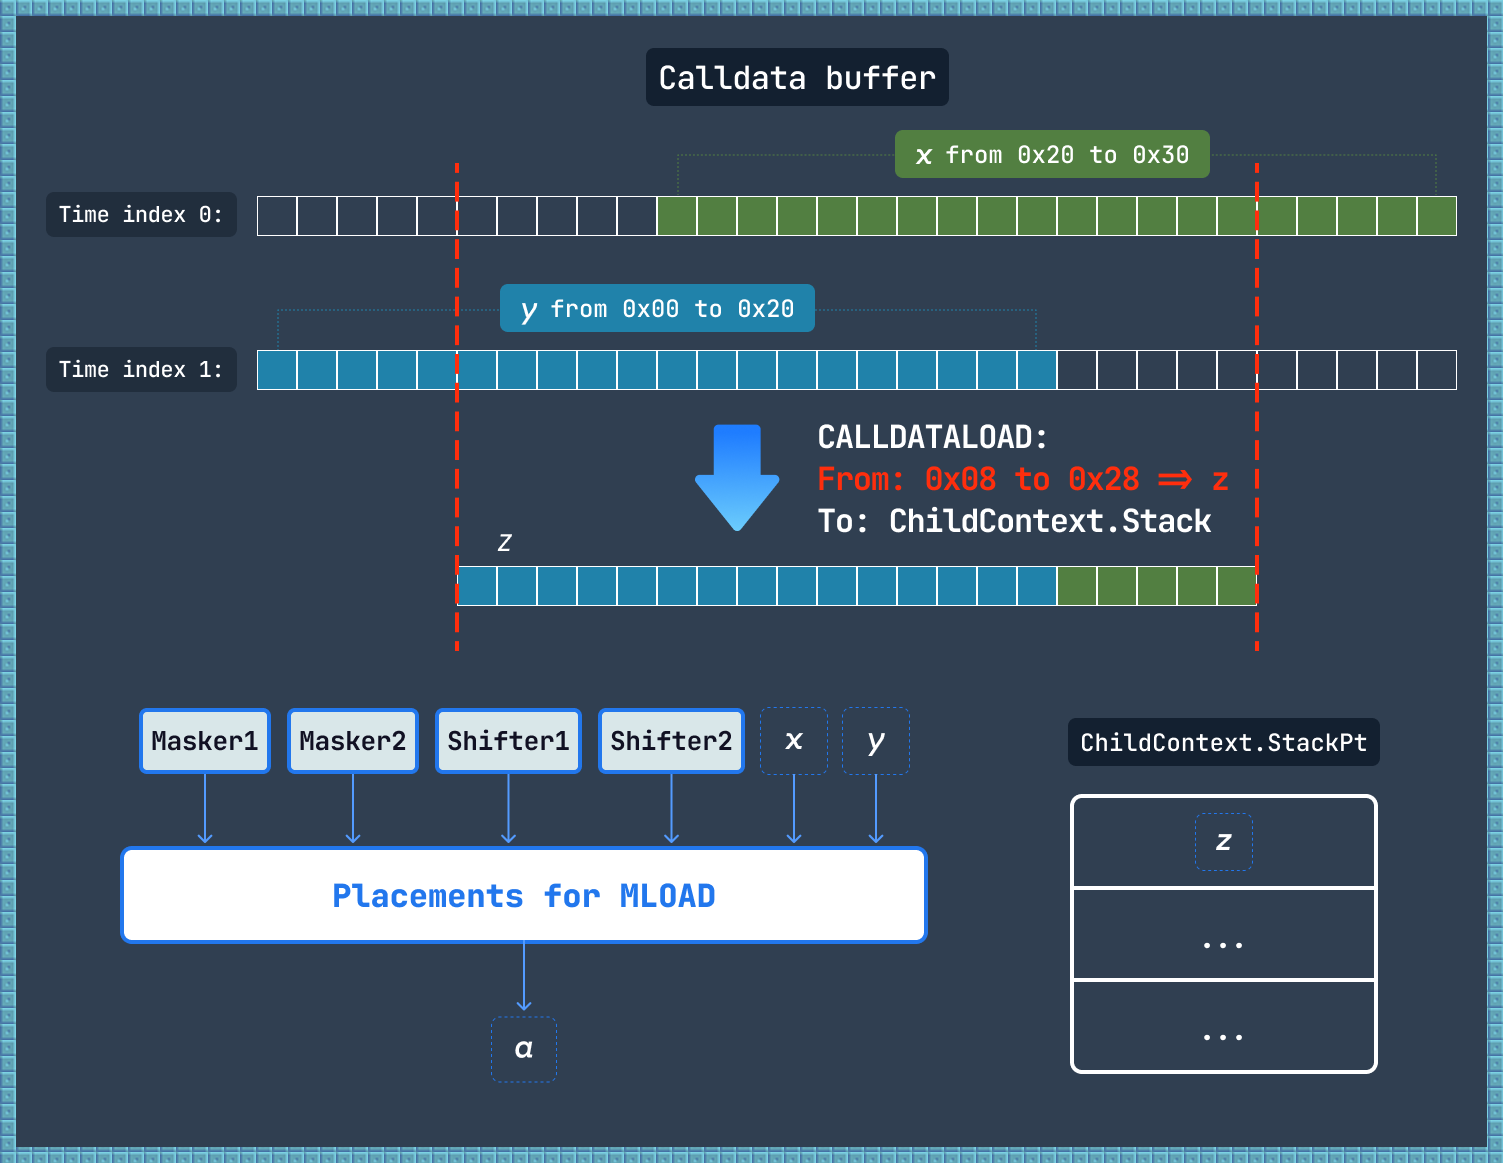 Calldata buffer
x from 0x20 to 0x30
Time index 0:
y from 0x00 to 0x20
Time index 1:
CALLDATALOAD:
From: 0x08 to 0x28 => z
To: ChildContext.Stack
z
Masker1 Masker2 Shifter1 Shifter2 x y
ChildContext.StackPt
z
Placements for MLOAD
...
...
a